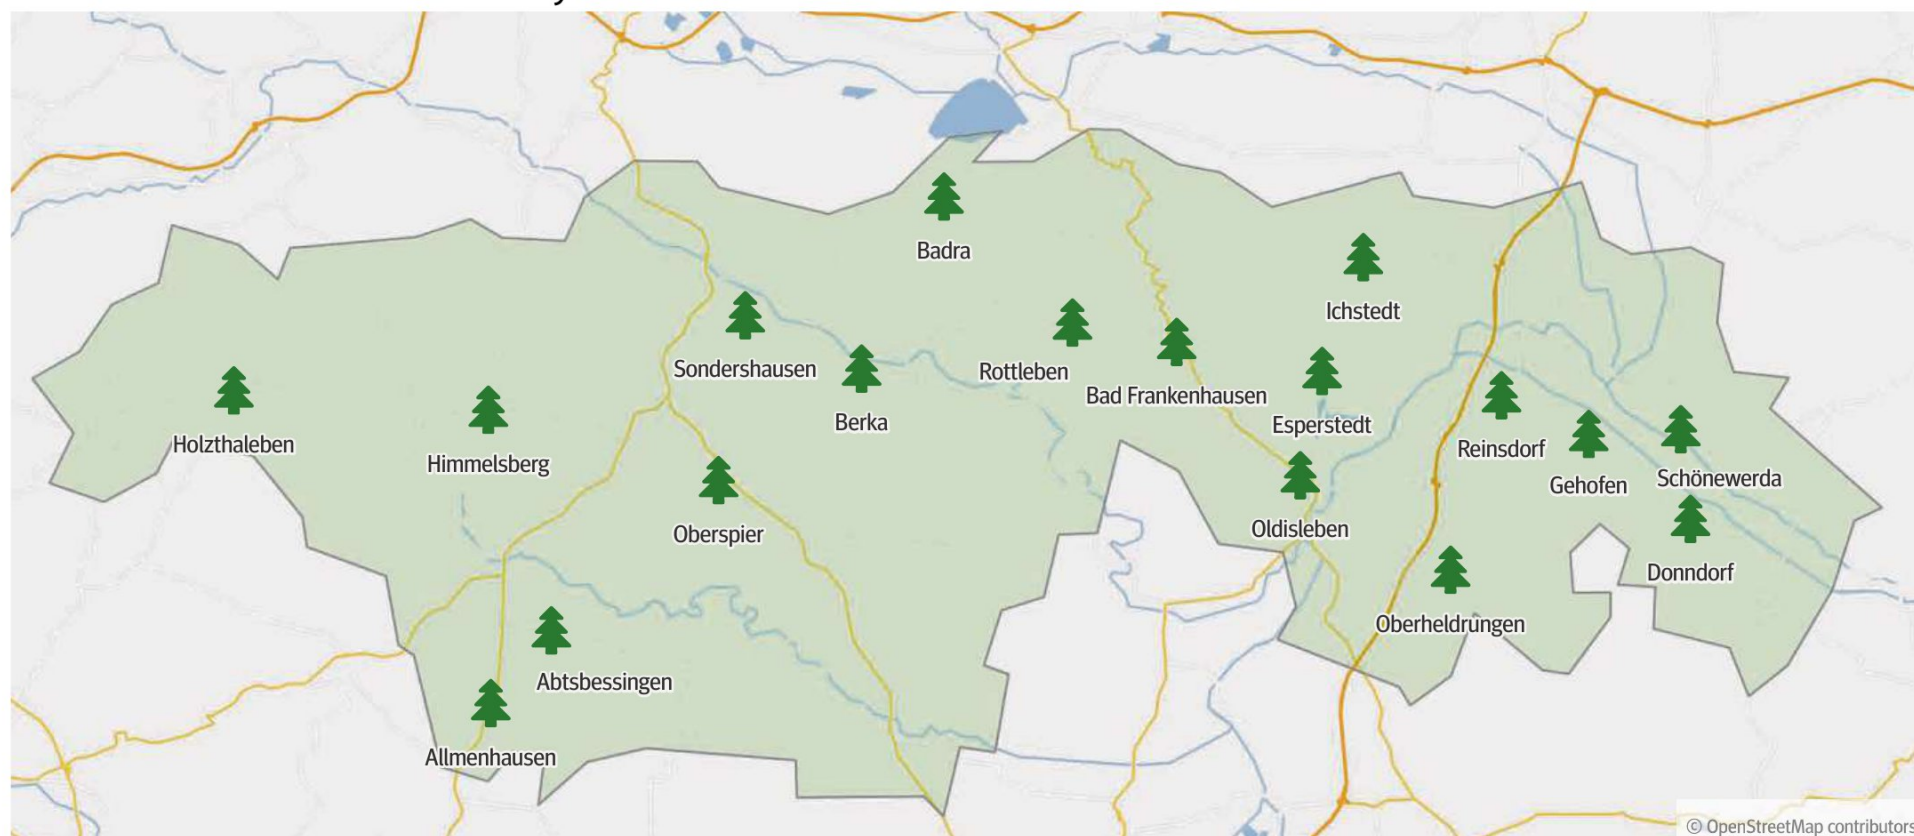 Badra
Ichstedt
Sondershausen
Rottleben
Bad Frankenhausen
Berka
Esperstedt
Holzthaleben
Himmelsberg
Reinsdorf
Gehofen
Schönewerda
Oberspier
Oldisleben
Donndorf
Oberheldrungen
Abtsbessingen
Allmenhausen
© OpenStreetMap contributors